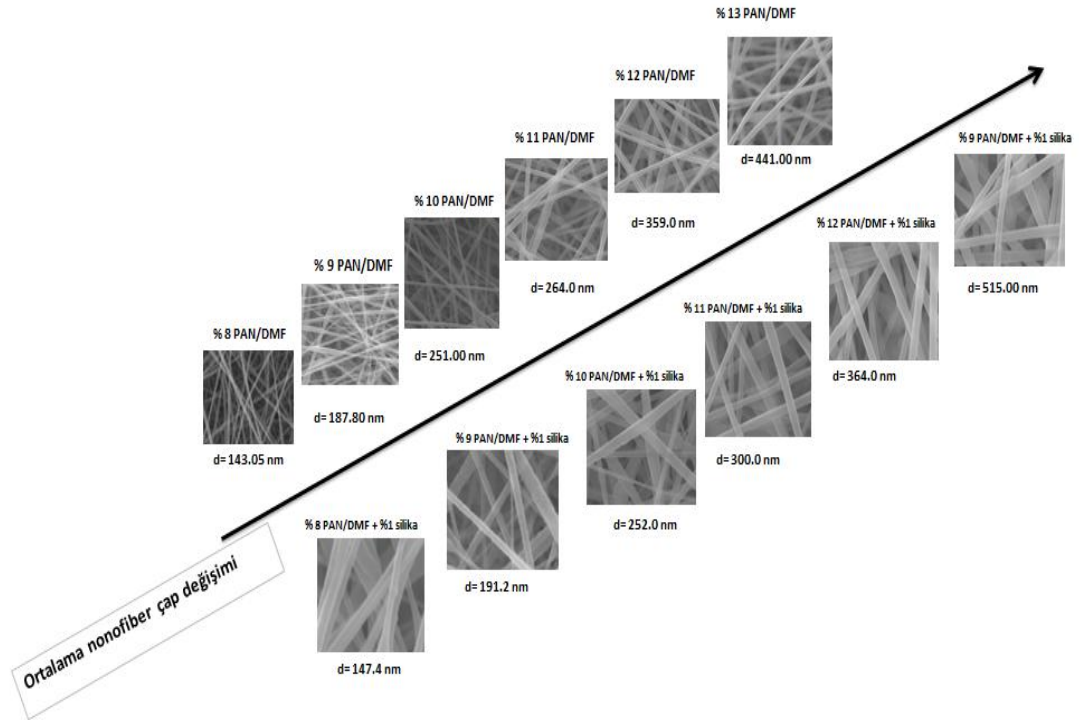 % 13 PAN/DMF
d= 441.00 nm
% 12 PAN/DMF
d= 359.0 nm
% 11 PAN/DMF
d= 264.0 nm
% 10 PAN/DMF
d= 251.00 nm
% 9 PAN/DMF
d= 187.80 nm
% 8 PAN/DMF
d= 143.05 nm
% 9 PAN/DMF + %1 silika
d= 515.00 nm
% 12 PAN/DMF + %1 silika
d= 364.0 nm
% 11 PAN/DMF + %1 silika
d= 300.0 nm
% 10 PAN/DMF + %1 silika
d= 252.0 nm
% 9 PAN/DMF + %1 silika
d= 191.2 nm
% 8 PAN/DMF + %1 silika
d= 147.4 nm
Ortalama nonofiber çap değişimi